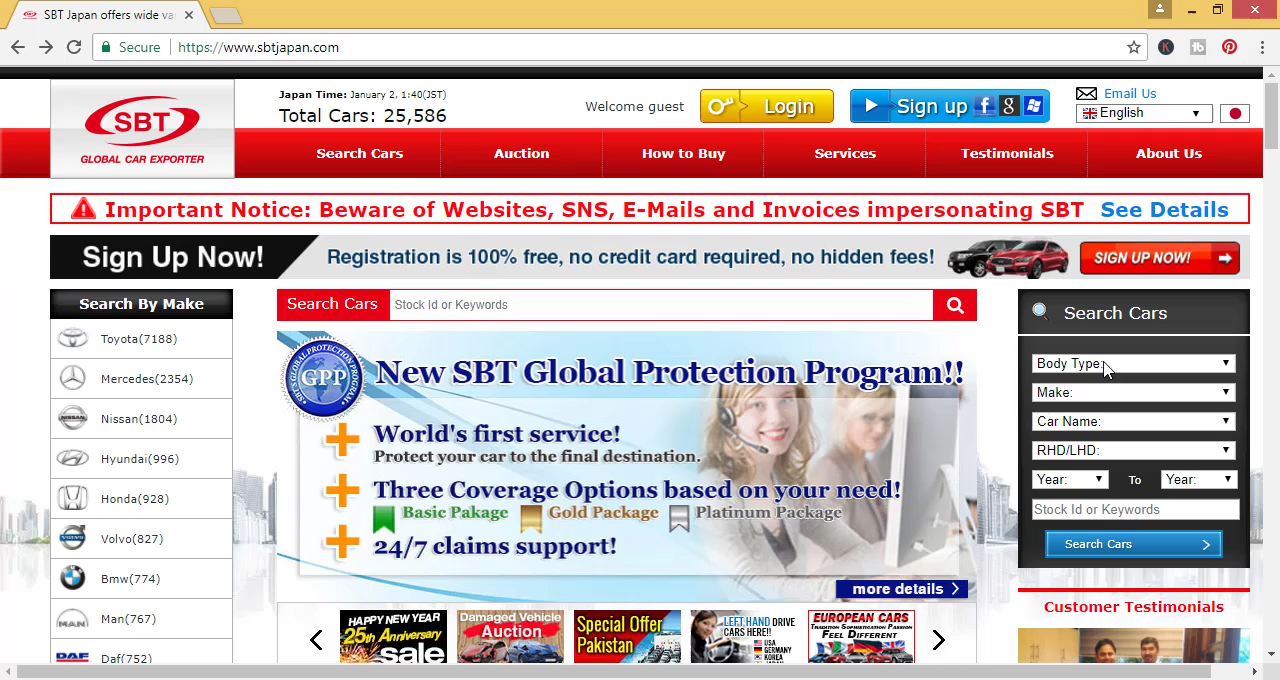 SBT Japan offers wide va
Secure https://www.sbtjapan.com
SBT
GLOBAL CAR EXPORTER
Japan Time: January 2, 1:40(JST)
Total Cars: 25,586
Welcome guest
Login
Sign up
Email Us
English
Search Cars
Auction
How to Buy
Services
Testimonials
About Us
Important Notice: Beware of Websites, SNS, E-Mails and Invoices impersonating SBT See Details
Sign Up Now!
Registration is 100% free, no credit card required, no hidden fees!
SIGN UP NOW!
Search By Make
Toyota(7188)
Mercedes(2354)
Nissan(1804)
Hyundai(996)
Honda(928)
Volvo(827)
Bmw(774)
Man(767)
Daf(752)
Search Cars
Stock Id or Keywords
SBT GLOBAL PROTECTION PROGRAM
GPP
New SBT Global Protection Program!!
World's first service!
Protect your car to the final destination.
Three Coverage Options based on your need!
Basic Pakage
Gold Package
Platinum Package
24/7 claims support!
more details
HAPPY NEW YEAR
25th Anniversary
sale
Damaged Vehicle
Auction
Special Offer
Pakistan
LEFT HAND DRIVE
CARS HERE!!
USA
GERMANY
KOREA
EUROPEAN CARS
TRADITION SOPHISTICATION PASSION
FEEL DIFFERENT
Search Cars
Body Type:
Make:
Car Name:
RHD/LHD:
Year: To Year:
Stock Id or Keywords
Search Cars
Customer Testimonials